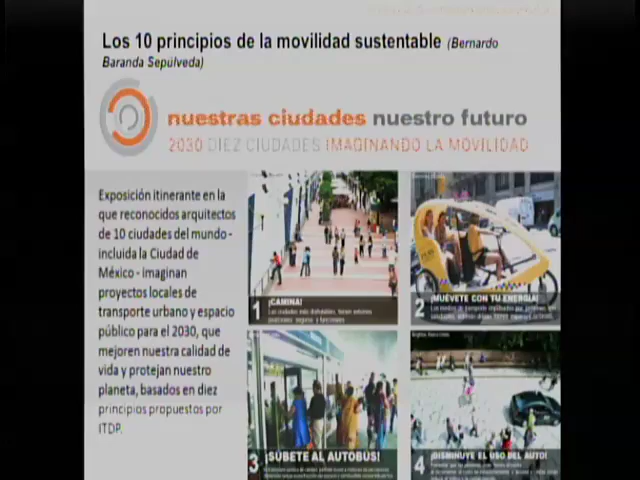 Los 10 principios de la movilidad sustentable (Bernardo
Baranda Sepúlveda)
nuestras ciudades nuestro futuro
2030 DIEZ CIUDADES IMAGINANDO LA MOVILIDAD
Exposición itinerante en la
que reconocidos arquitectos
de 10 ciudades del mundo -
incluida la Ciudad de
México - imaginan
proyectos locales de
transporte urbano y espacio
público para el 2030, que
mejoren nuestra calidad de
vida y protejan nuestro
planeta, basados en diez
principios propuestos por
ITDP.
1 ¡CAMINA!
2 ¡MUÉVETE CON TU ENERGÍA!
3 ¡SÚBETE AL AUTOBÚS!
4 ¡DISMINUYE EL USO DEL AUTO!